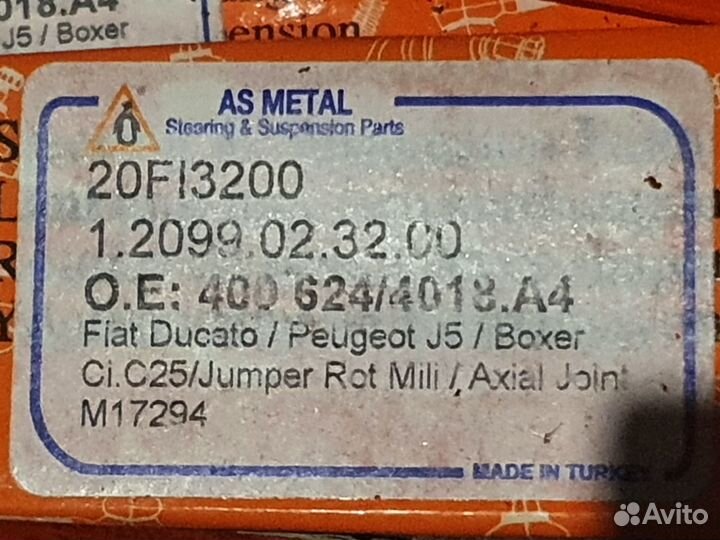 018.A4
J5 / Boxer
ension
AS METAL
Steering & Suspension Parts
20FI3200
1.2099.02.32.00
O.E: 400 624/4018.A4
Fiat Ducato / Peugeot J5 / Boxer
Ci.C25/Jumper Rot Mili / Axial Joint
M17294
MADE IN TURKEY
Avito